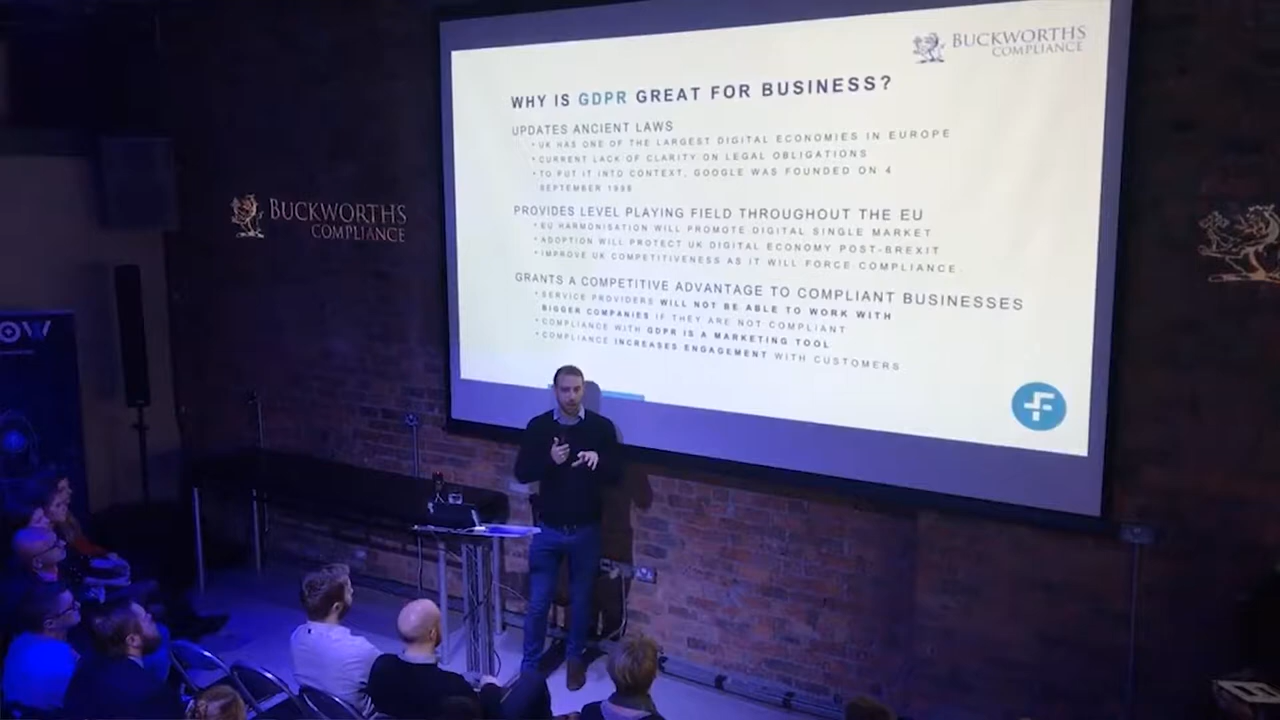 BUCKWORTHS
COMPLIANCE
WHY IS GDPR GREAT FOR BUSINESS?
UPDATES ANCIENT LAWS
• UK HAS ONE OF THE LARGEST DIGITAL ECONOMIES IN EUROPE
• CURRENT LACK OF CLARITY ON LEGAL OBLIGATIONS
• TO PUT IT INTO CONTEXT, GOOGLE WAS FOUNDED ON 4
SEPTEMBER 1998
PROVIDES LEVEL PLAYING FIELD THROUGHOUT THE EU
• EU HARMONISATION WILL PROMOTE DIGITAL SINGLE MARKET
• ADOPTION WILL PROTECT UK DIGITAL ECONOMY POST-BREXIT
• IMPROVE UK COMPETITIVENESS AS IT WILL FORCE COMPLIANCE.
GRANTS A COMPETITIVE ADVANTAGE TO COMPLIANT BUSINESSES
• SERVICE PROVIDERS WILL NOT BE ABLE TO WORK WITH
BIGGER COMPANIES IF THEY ARE NOT COMPLIANT
• COMPLIANCE WITH GDPR IS A MARKETING TOOL
• COMPLIANCE INCREASES ENGAGEMENT WITH CUSTOMERS
BUCKWORTHS
COMPLIANCE
OW